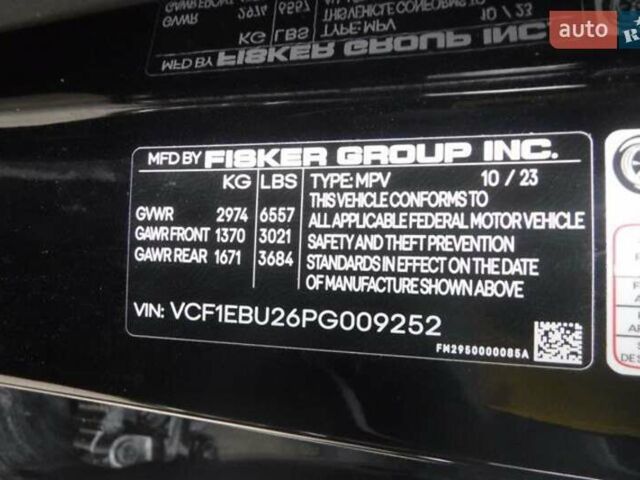 auto
R
MFD BY FISKER GROUP INC.
KG LBS TYPE: MPV 10 / 23
GVWR 2974 6557 THIS VEHICLE CONFORMS TO
GAWR FRONT 1370 3021 ALL APPLICABLE FEDERAL MOTOR VEHICLE
GAWR REAR 1671 3684 SAFETY AND THEFT PREVENTION
STANDARDS IN EFFECT ON THE DATE
OF MANUFACTURE SHOWN ABOVE.
VIN: VCF1EBU26PG009252
FM2950000085A